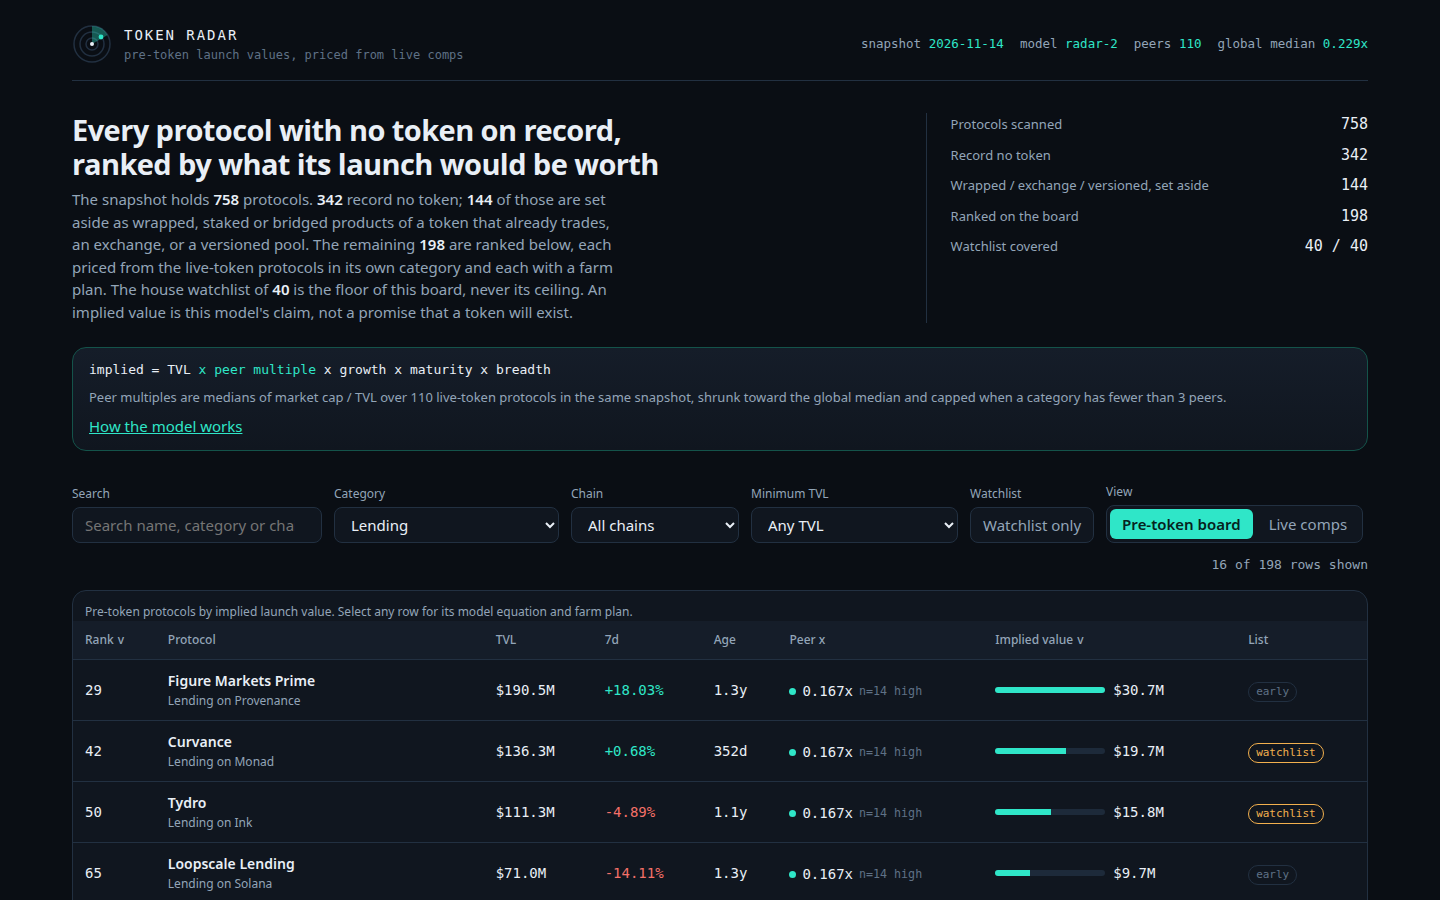 TOKEN RADAR
pre-token launch values, priced from live comps
snapshot 2026-11-14 model radar-2 peers 110 global median 0.229x
Every protocol with no token on record,
ranked by what its launch would be worth
The snapshot holds 758 protocols. 342 record no token; 144 of those are set
aside as wrapped, staked or bridged products of a token that already trades,
an exchange, or a versioned pool. The remaining 198 are ranked below, each
priced from the live-token protocols in its own category and each with a farm
plan. The house watchlist of 40 is the floor of this board, never its ceiling. An
implied value is this model's claim, not a promise that a token will exist.
Protocols scanned 758
Record no token 342
Wrapped / exchange / versioned, set aside 144
Ranked on the board 198
Watchlist covered 40 / 40
implied = TVL x peer multiple x growth x maturity x breadth
Peer multiples are medians of market cap / TVL over 110 live-token protocols in the same snapshot, shrunk toward the global median and capped when a category has fewer than 3 peers.
How the model works
Search Category Chain Minimum TVL Watchlist View
Search name, category or cha Lending All chains Any TVL Watchlist only Pre-token board Live comps
16 of 198 rows shown
Pre-token protocols by implied launch value. Select any row for its model equation and farm plan.
Rank v Protocol TVL 7d Age Peer x Implied value v List
29 Figure Markets Prime $190.5M +18.03% 1.3y 0.167x n=14 high $30.7M early
Lending on Provenance
42 Curvance $136.3M +0.68% 352d 0.167x n=14 high $19.7M watchlist
Lending on Monad
50 Tydro $111.3M -4.89% 1.1y 0.167x n=14 high $15.8M watchlist
Lending on Ink
65 Loopscale Lending $71.0M -14.11% 1.3y 0.167x n=14 high $9.7M early
Lending on Solana